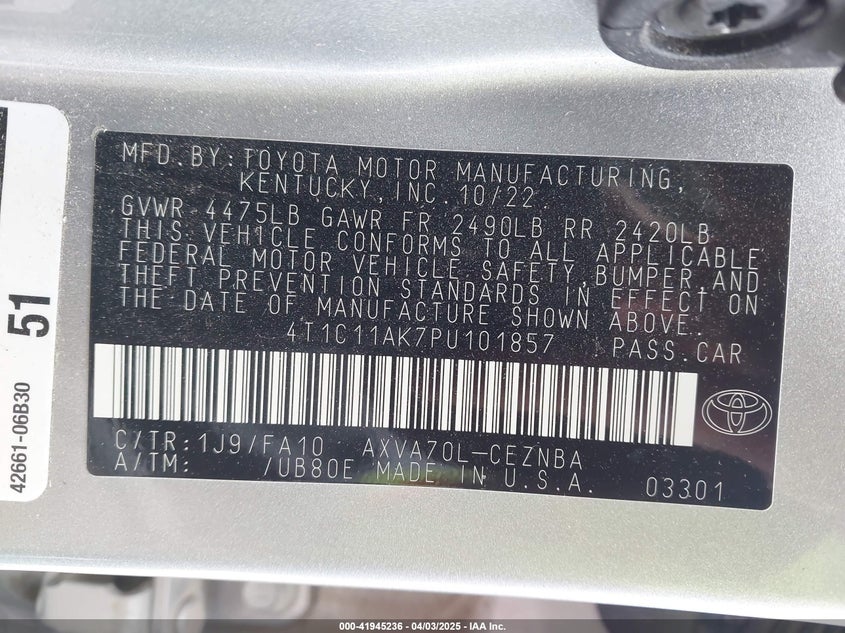 MFD.BY:TOYOTA MOTOR MANUFACTURING,
KENTUCKY,INC.10/22
GVWR 4475LB GAWR FR 2490LB RR 2420LB
THIS VEHICLE CONFORMS TO ALL APPLICABLE
FEDERAL MOTOR VEHICLE SAFETY,BUMPER,AND
THEFT PREVENTION STANDARDS IN EFFECT ON
THE DATE OF MANUFACTURE SHOWN ABOVE.
4T1C11AK7PU101857 PASS.CAR
C/TR:1J9/FA10 AXVA70L-CEZNBA
A/TM: /UB80E MADE IN U.S.A. 03301
51
42661-06B30
000-41945236 - 04/03/2025 - IAA Inc.